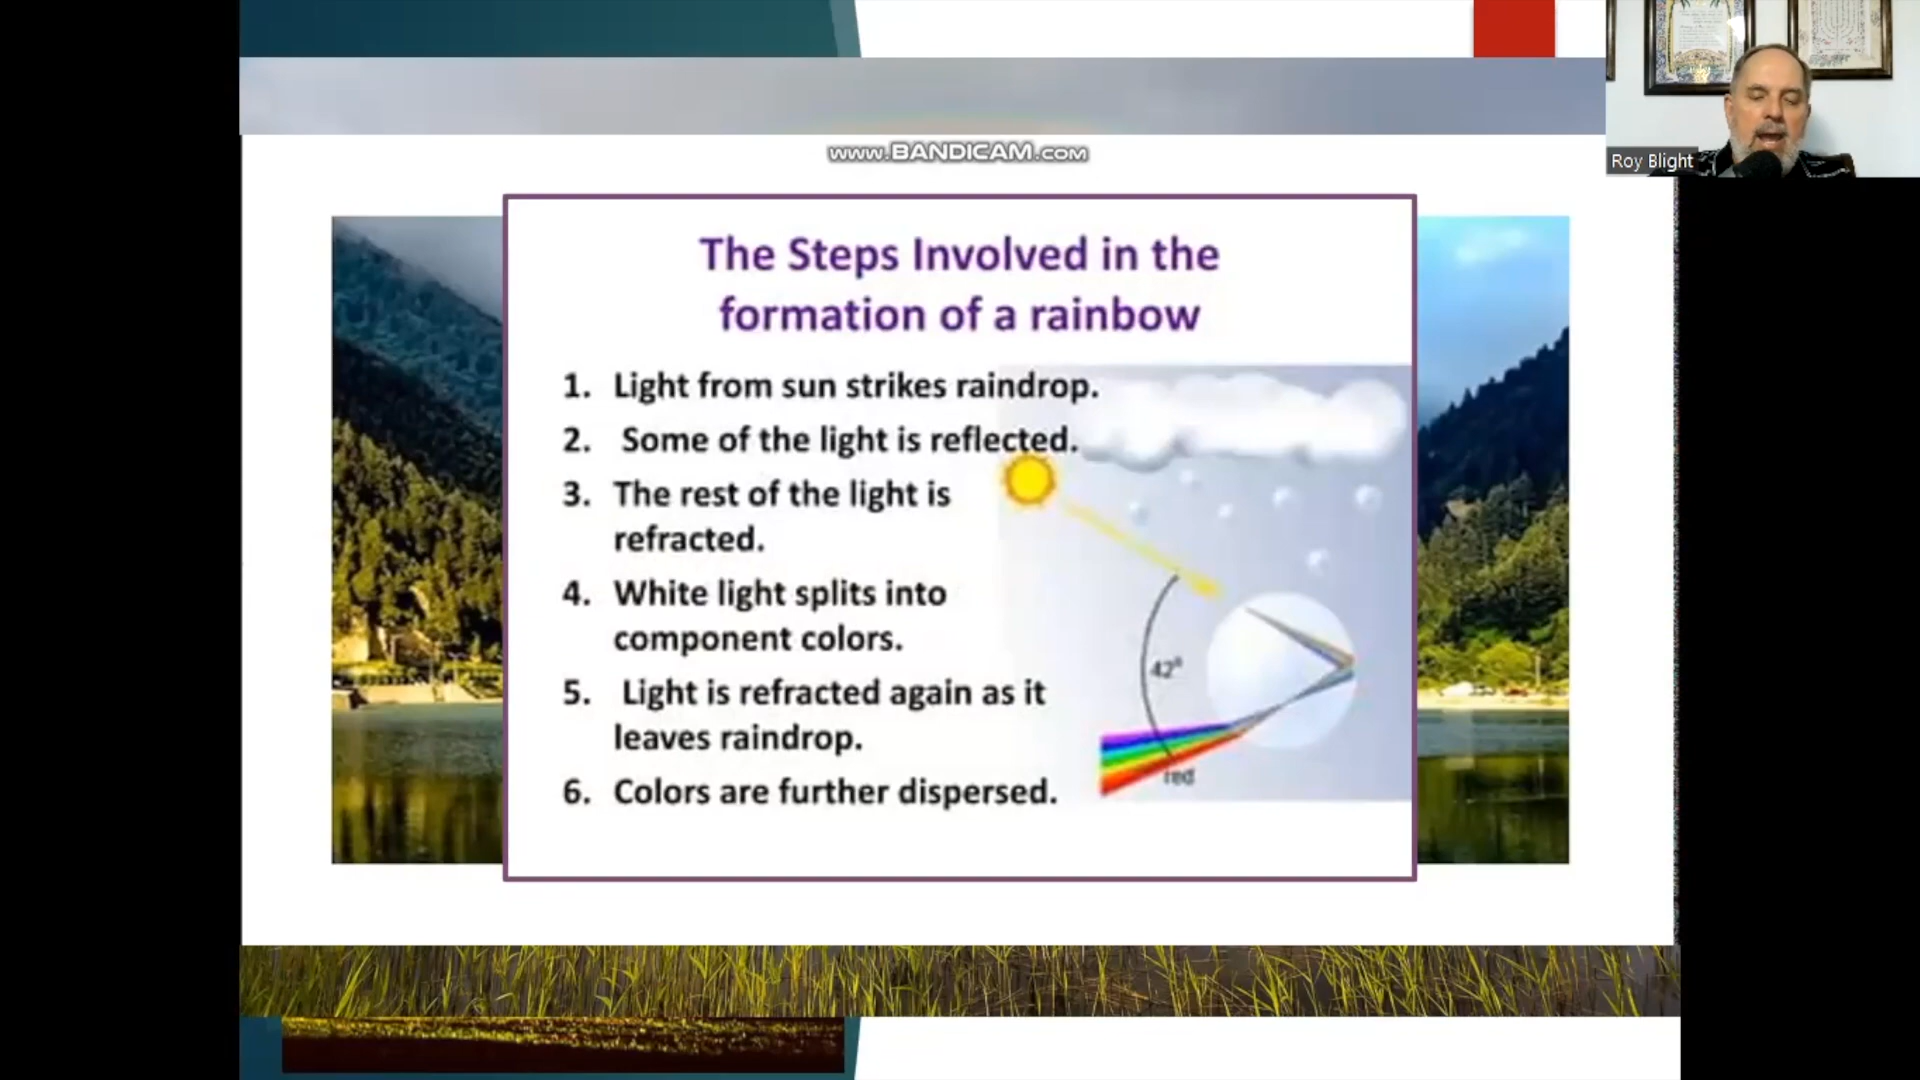 www.BANDICAM.com
Roy Blight
The Steps Involved in the
formation of a rainbow
1. Light from sun strikes raindrop.
2. Some of the light is reflected.
3. The rest of the light is
refracted.
4. White light splits into
component colors.
5. Light is refracted again as it
leaves raindrop.
6. Colors are further dispersed.
42°
red